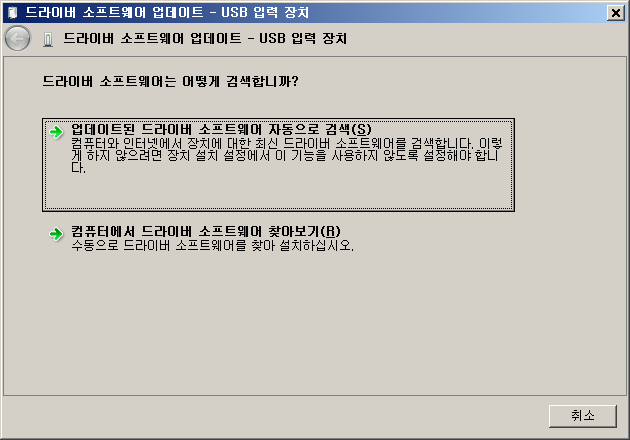 드라이버 소프트웨어 업데이트 - USB 입력 장치
드라이버 소프트웨어 업데이트 - USB 입력 장치
드라이버 소프트웨어는 어떻게 검색합니까?
업데이트된 드라이버 소프트웨어 자동으로 검색(S)
컴퓨터와 인터넷에서 장치에 대한 최신 드라이버 소프트웨어를 검색합니다. 이렇
게 하지 않으려면 장치 설치 설정에서 이 기능을 사용하지 않도록 설정해야 합니
다.
컴퓨터에서 드라이버 소프트웨어 찾아보기(R)
수동으로 드라이버 소프트웨어를 찾아 설치하십시오.
취소